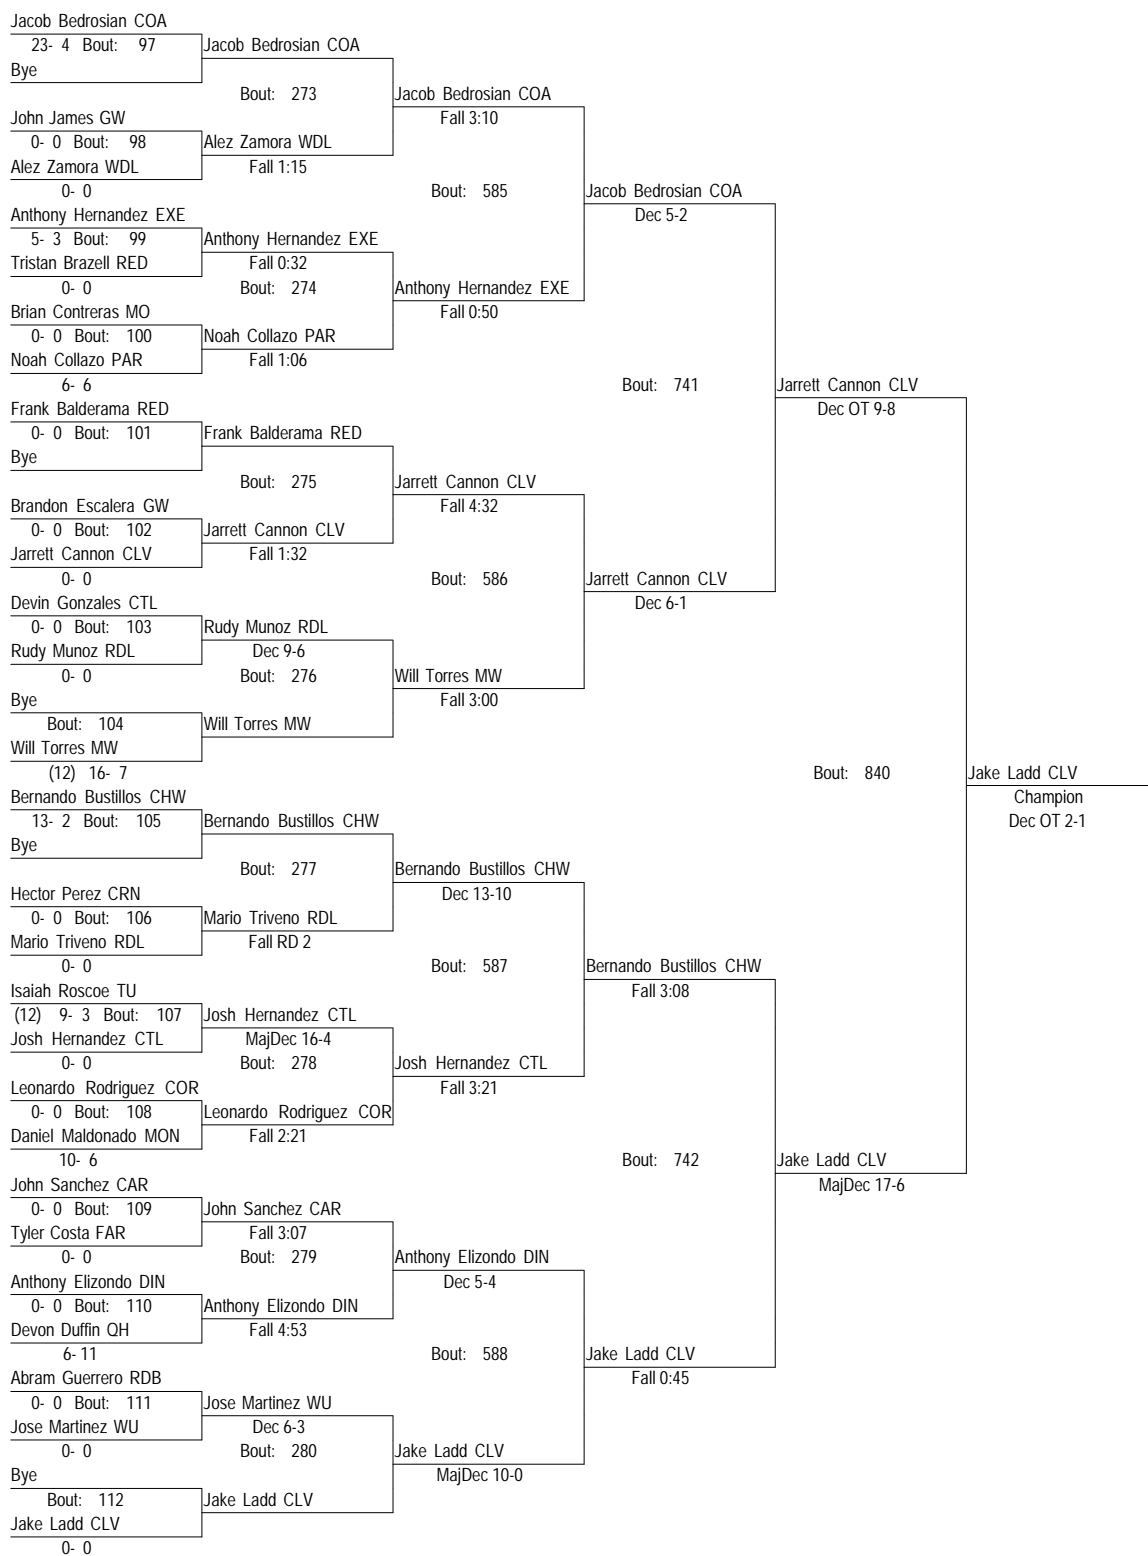 Jacob Bedrosian COA
23- 4 Bout: 97
Bye
John James GW
0- 0 Bout: 98
Alez Zamora WDL
0- 0
Anthony Hernandez EXE
5- 3 Bout: 99
Tristan Brazell RED
0- 0
Brian Contreras MO
0- 0 Bout: 100
Noah Collazo PAR
6- 6
Frank Balderama RED
0- 0 Bout: 101
Bye
Brandon Escalera GW
0- 0 Bout: 102
Jarrett Cannon CLV
0- 0
Devin Gonzales CTL
0- 0 Bout: 103
Rudy Munoz RDL
0- 0
Bye
Bout: 104
Will Torres MW
(12) 16- 7
Bernando Bustillos CHW
13- 2 Bout: 105
Bye
Hector Perez CRN
0- 0 Bout: 106
Mario Triveno RDL
0- 0
Isaiah Roscoe TU
(12) 9- 3 Bout: 107
Josh Hernandez CTL
0- 0
Leonardo Rodriguez COR
0- 0 Bout: 108
Daniel Maldonado MON
10- 6
John Sanchez CAR
0- 0 Bout: 109
Tyler Costa FAR
0- 0
Anthony Elizondo DIN
0- 0 Bout: 110
Devon Duffin QH
6- 11
Abram Guerrero RDB
0- 0 Bout: 111
Jose Martinez WU
0- 0
Bye
Bout: 112
Jake Ladd CLV
0- 0
Jacob Bedrosian COA
Bout: 273
Alez Zamora WDL
Fall 1:15
Anthony Hernandez EXE
Fall 0:32
Bout: 274
Noah Collazo PAR
Fall 1:06
Frank Balderama RED
Bout: 275
Jarrett Cannon CLV
Fall 1:32
Rudy Munoz RDL
Dec 9-6
Bout: 276
Will Torres MW
Bernando Bustillos CHW
Bout: 277
Mario Triveno RDL
Fall RD 2
Josh Hernandez CTL
MajDec 16-4
Bout: 278
Leonardo Rodriguez COR
Fall 2:21
John Sanchez CAR
Fall 3:07
Bout: 279
Anthony Elizondo DIN
Fall 4:53
Jose Martinez WU
Dec 6-3
Bout: 280
Jake Ladd CLV
Jacob Bedrosian COA
Fall 3:10
Bout: 585
Anthony Hernandez EXE
Fall 0:50
Jarrett Cannon CLV
Fall 4:32
Bout: 586
Will Torres MW
Fall 3:00
Bernando Bustillos CHW
Dec 13-10
Bout: 587
Josh Hernandez CTL
Fall 3:21
Anthony Elizondo DIN
Dec 5-4
Bout: 588
Jake Ladd CLV
MajDec 10-0
Jacob Bedrosian COA
Dec 5-2
Bout: 741
Jarrett Cannon CLV
Dec 6-1
Bernando Bustillos CHW
Fall 3:08
Bout: 742
Jake Ladd CLV
Fall 0:45
Jarrett Cannon CLV
Dec OT 9-8
Bout: 840
Jake Ladd CLV
MajDec 17-6
Jake Ladd CLV
Champion
Dec OT 2-1